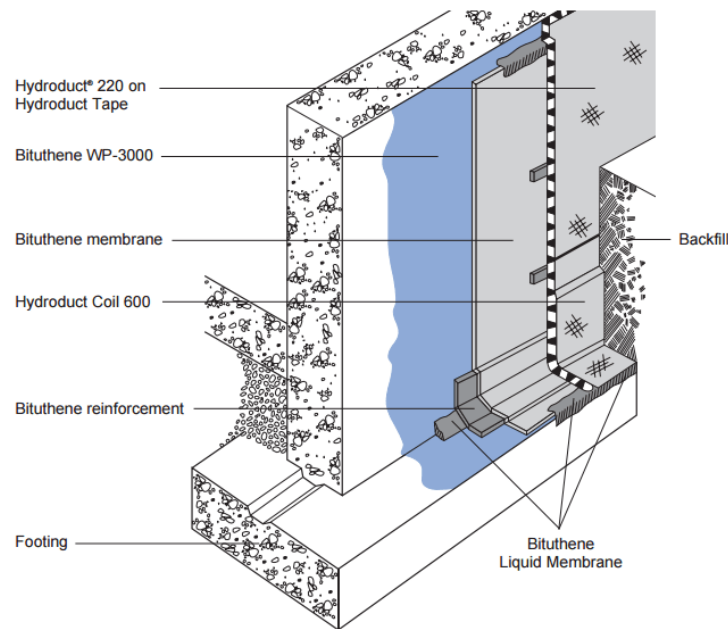 Hydroduct® 220 on
Hydroduct Tape
Bituthene WP-3000
Bituthene membrane
Backfill
Hydroduct Coil 600
Bituthene reinforcement
Footing
Bituthene
Liquid Membrane